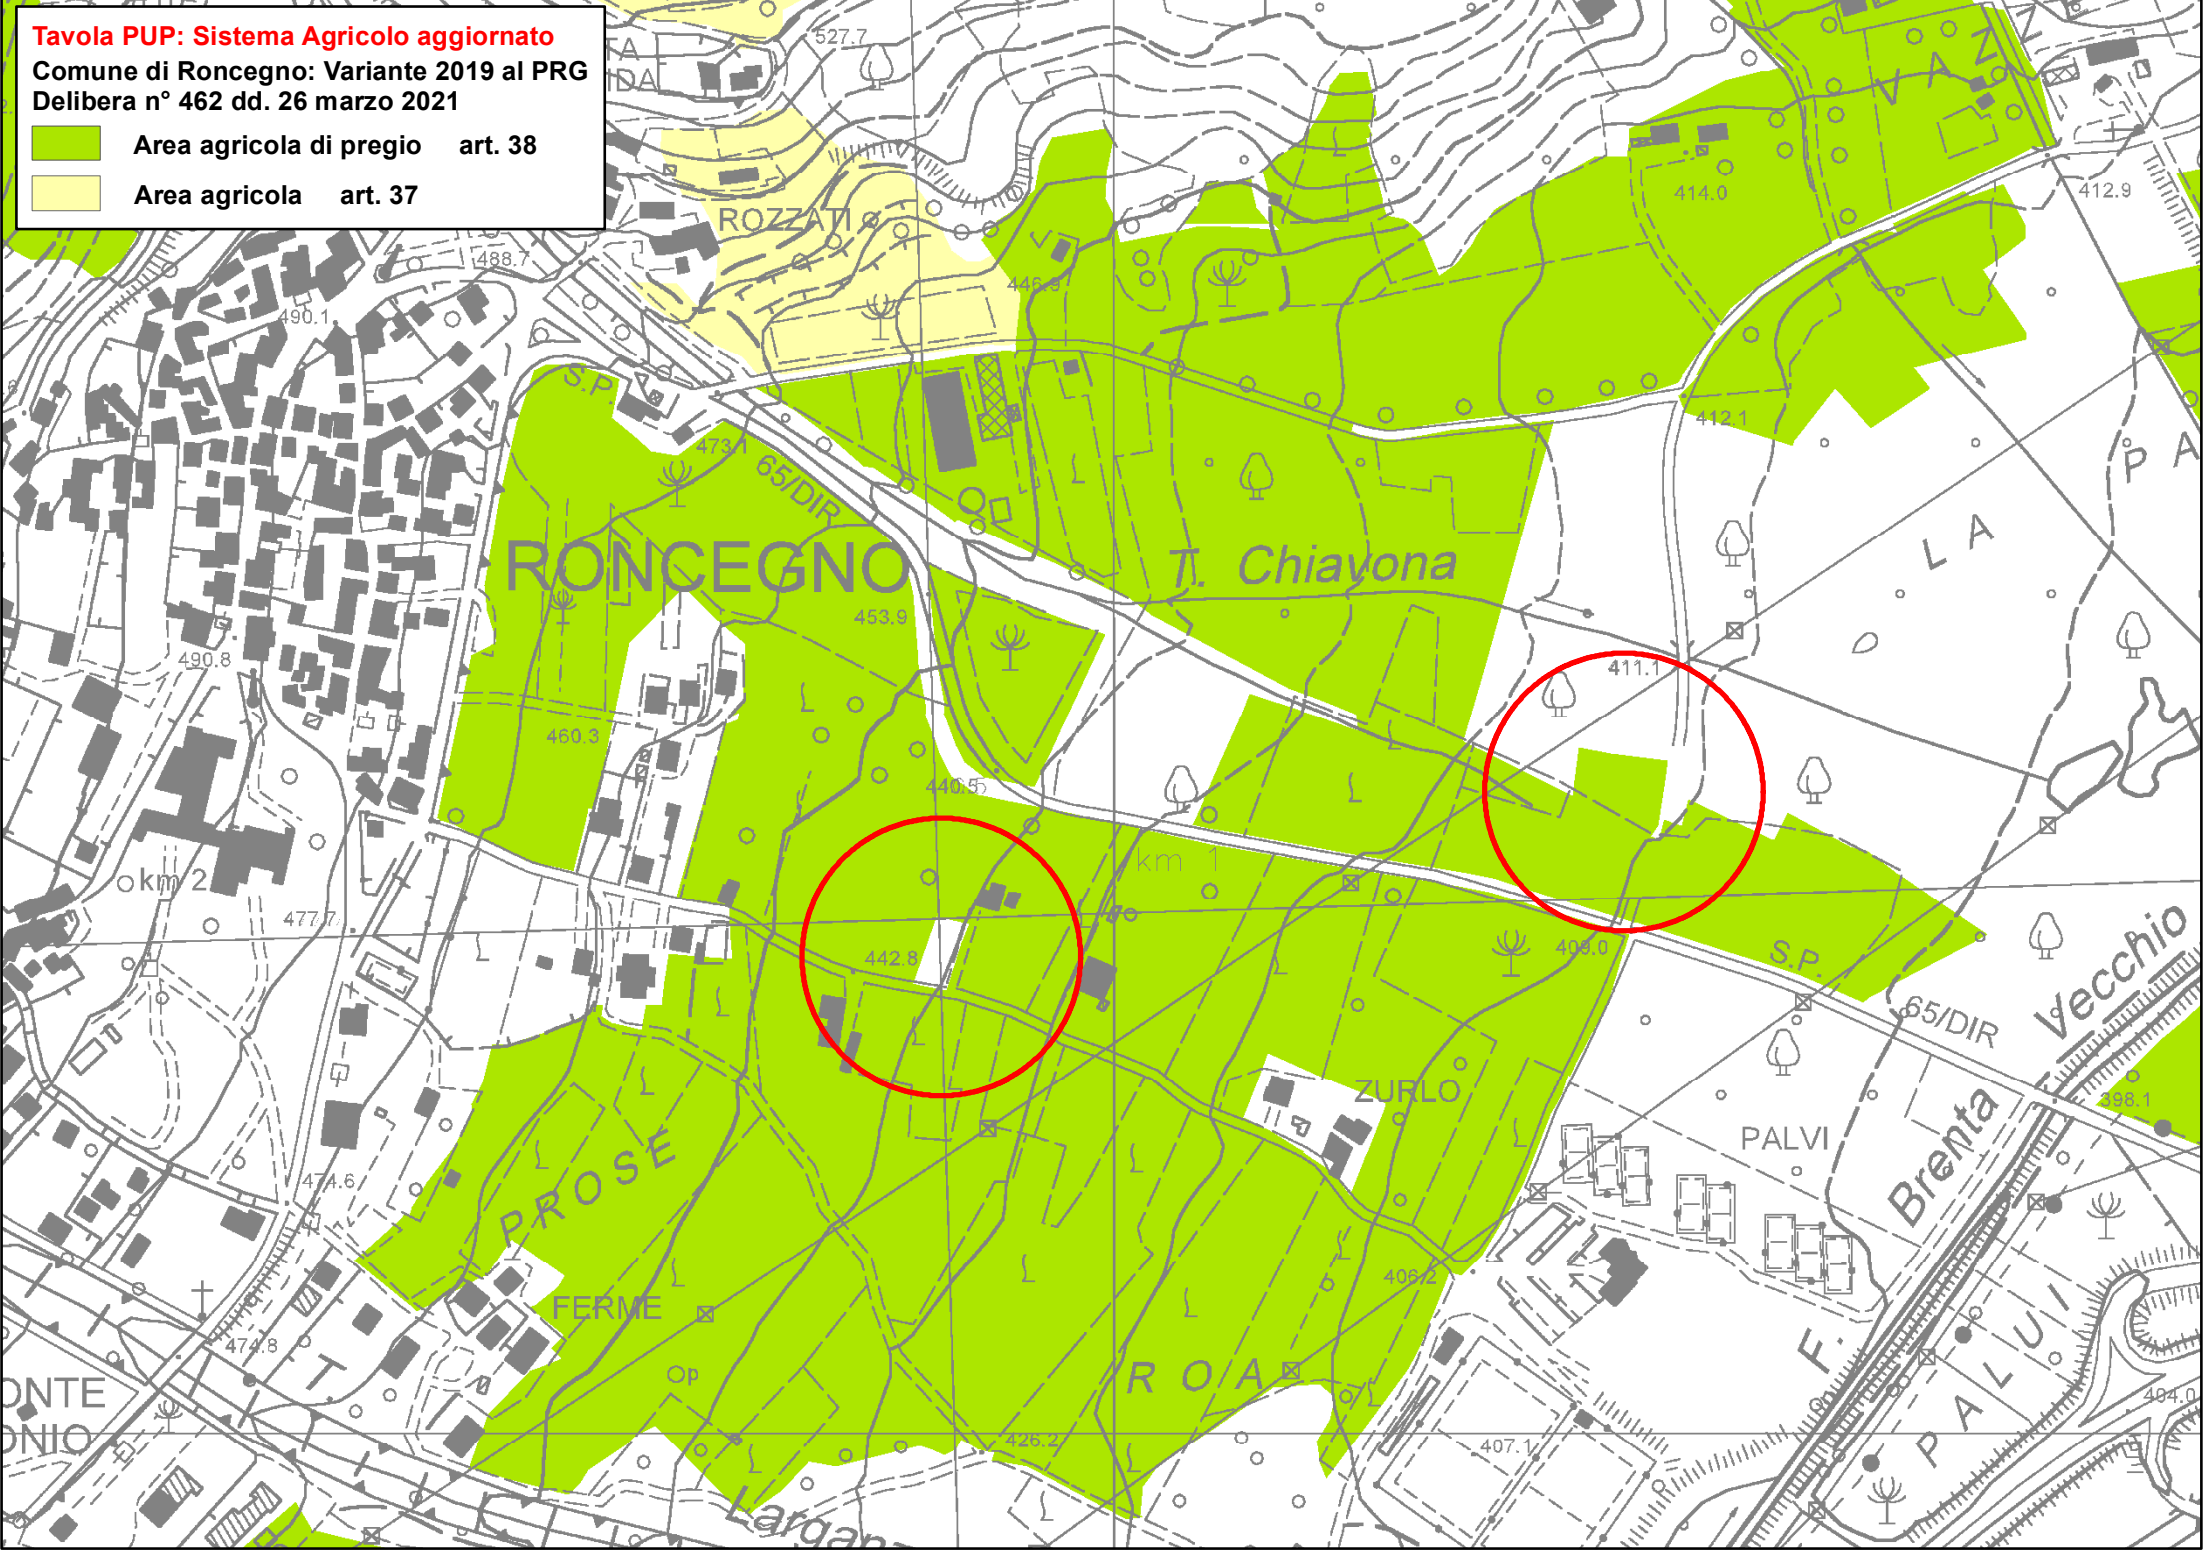 Tavola PUP: Sistema Agricolo aggiornato
Comune di Roncegno: Variante 2019 al PRG
Delibera n° 462 dd. 26 marzo 2021
Area agricola di pregio art. 38
Area agricola art. 37
527.7
VAZZ
414.0
412.9
ROZZATI
488.7
446.9
490.1
S.P.
412.1
473.1
65/DIR
PA
LA
RONCEGNO
T. Chiavona
453.9
490.8
411.1
460.3
440.5
km 1
km 2
477.7
442.8
409.0
S.P.
65/DIR
Vecchio
ZURLO
398.1
PALVI
Brenta
PROSE
474.6
406.2
FERME
474.8
F.
PALUI
T.
p
ROA
ONTE
ONIO
404.0
426.2
407.1
Largan